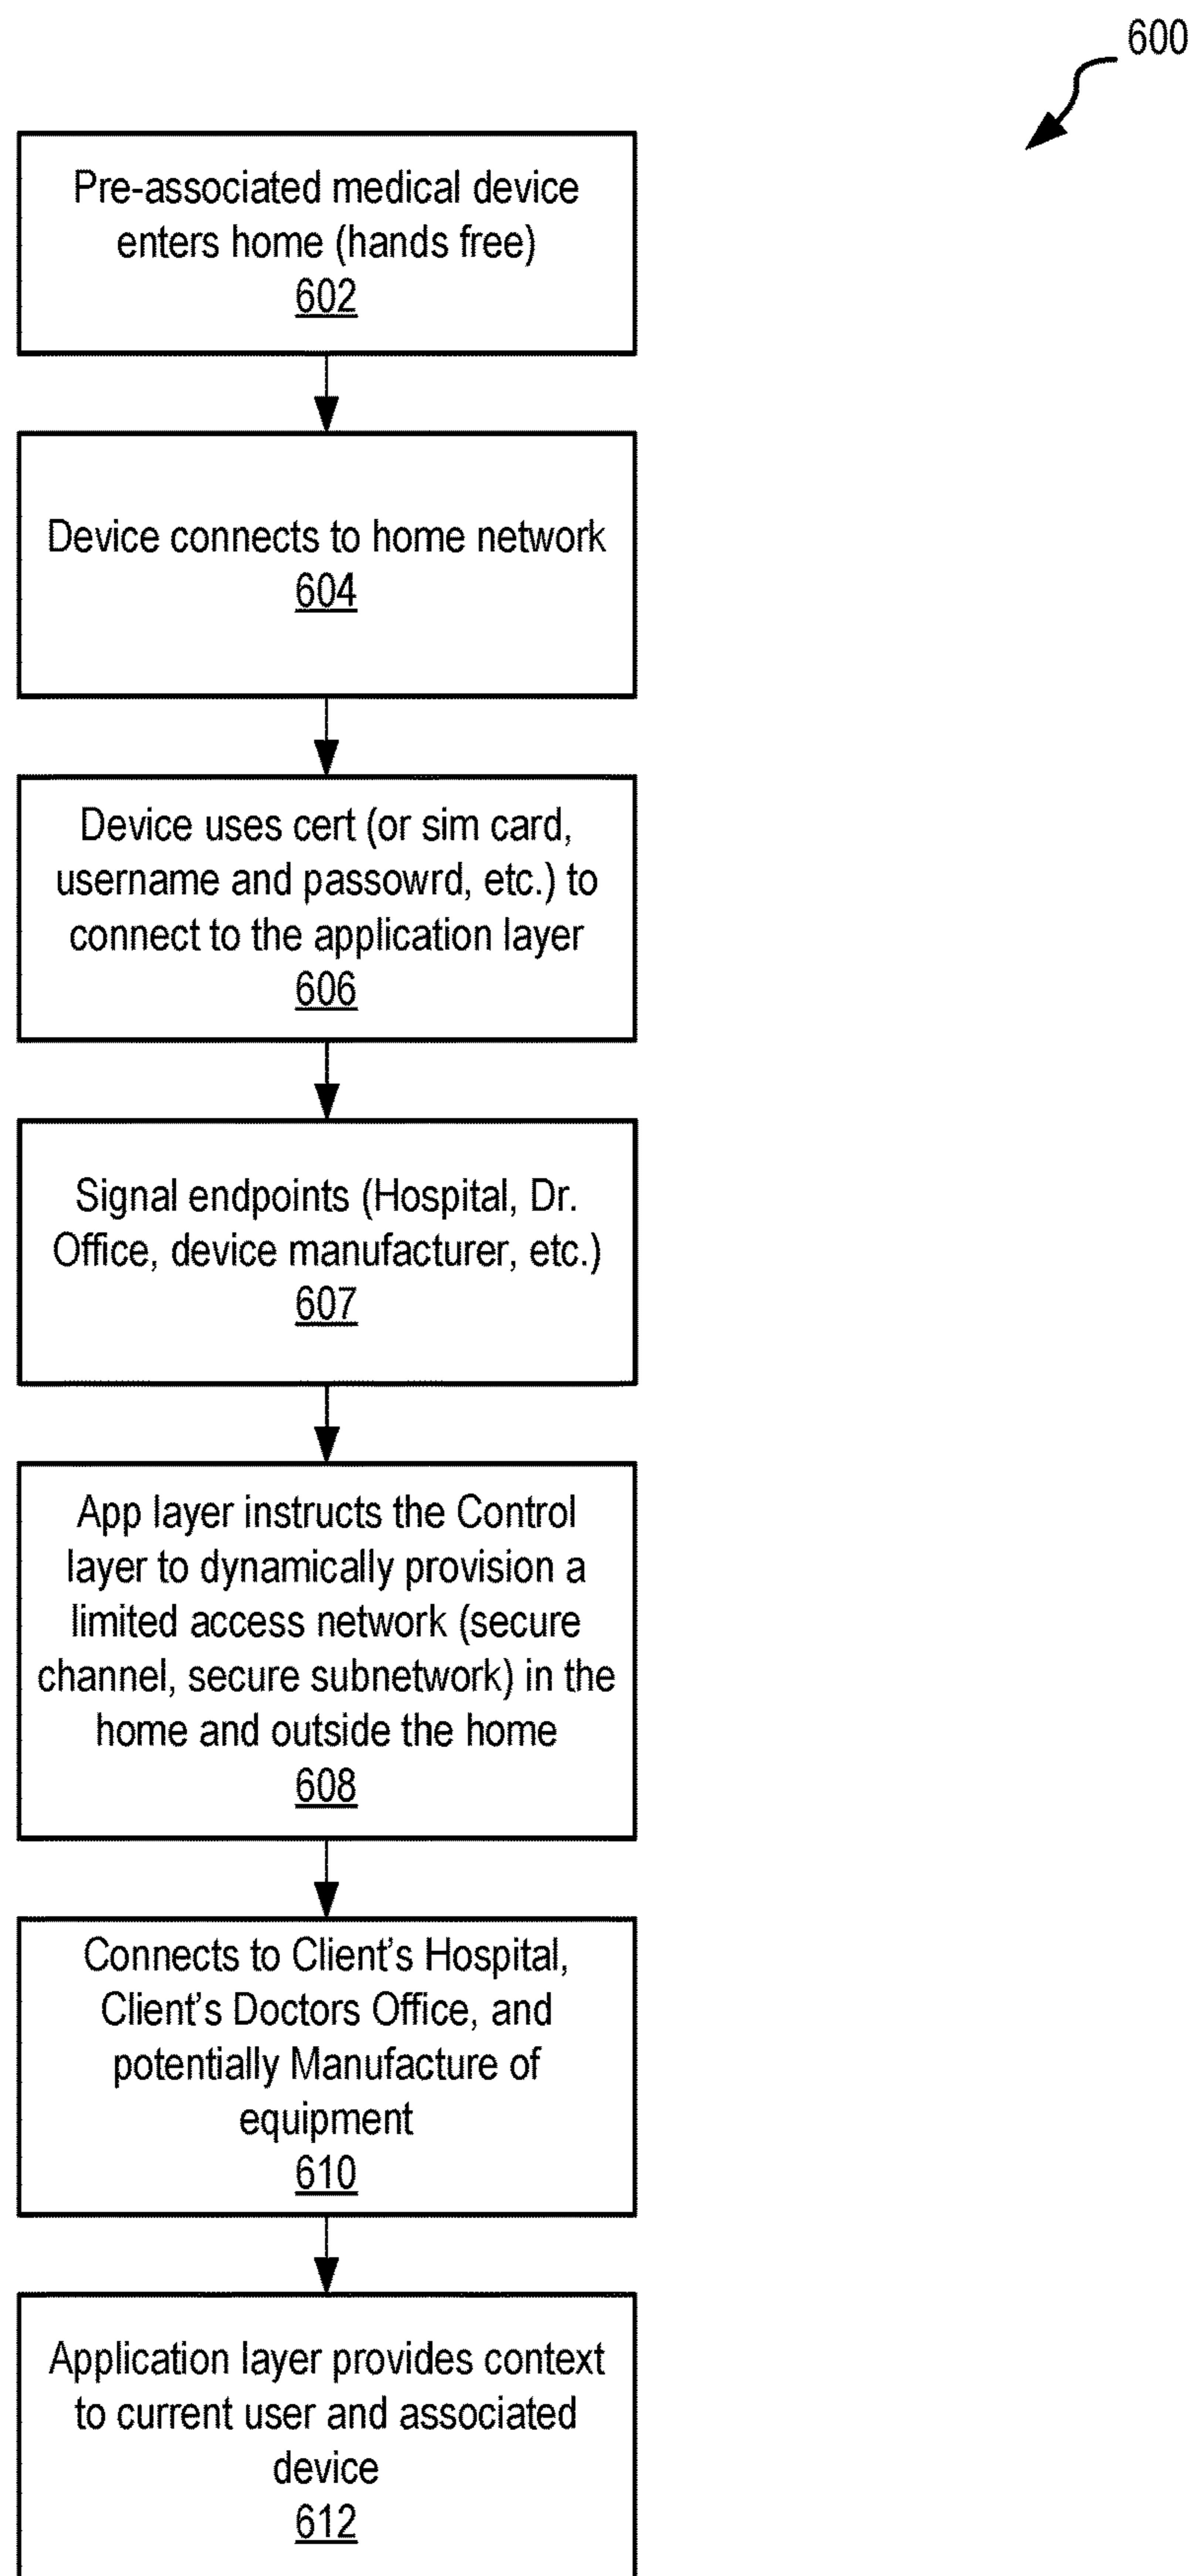 600
Pre-associated medical device
enters home (hands free)
602
Device connects to home network
604
Device uses cert (or sim card,
username and passowrd, etc.) to
connect to the application layer
606
Signal endpoints (Hospital, Dr.
Office, device manufacturer, etc.)
607
App layer instructs the Control
layer to dynamically provision a
limited access network (secure
channel, secure subnetwork) in the
home and outside the home
608
Connects to Client’s Hospital,
Client’s Doctors Office, and
potentially Manufacture of
equipment
610
Application layer provides context
to current user and associated
device
612